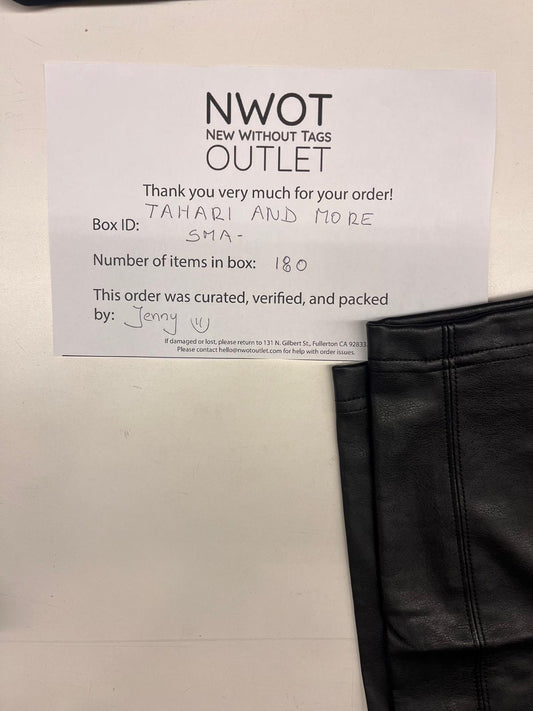 NWOT
NEW WITHOUT TAGS
OUTLET
Thank you very much for your order!
Box ID: TAHARI AND MORE
SMA-
Number of items in box: 180
This order was curated, verified, and packed
by: Jenny
If damaged or lost, please return to 131 N. Gilbert St., Fullerton CA 92833.
Please contact hello@nwotoutlet.com for help with order issues.